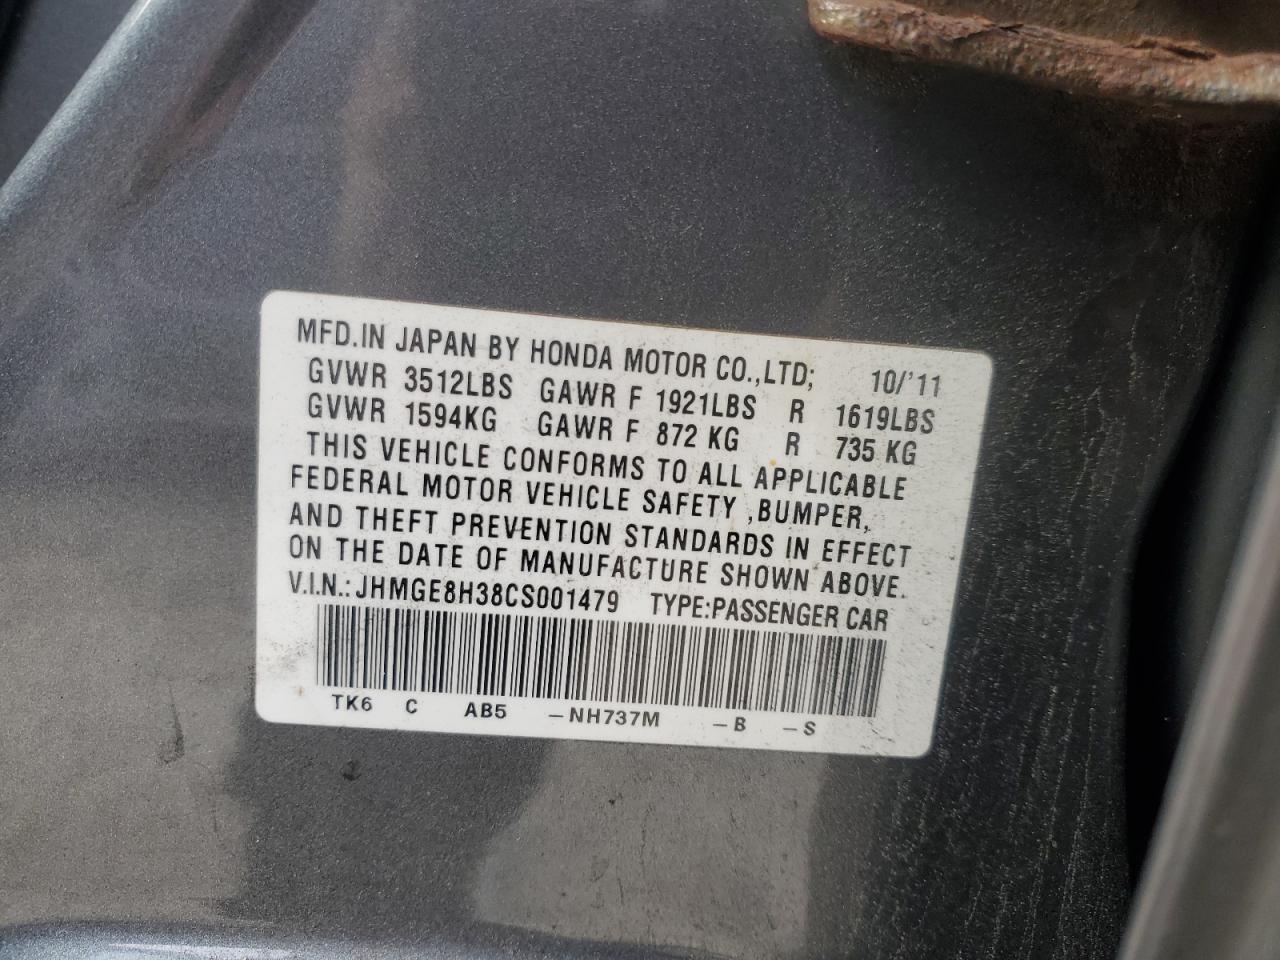 MFD.IN JAPAN BY HONDA MOTOR CO.,LTD; 10/'11
GVWR 3512LBS GAWR F 1921LBS R 1619LBS
GVWR 1594KG GAWR F 872 KG R 735 KG
THIS VEHICLE CONFORMS TO ALL APPLICABLE
FEDERAL MOTOR VEHICLE SAFETY ,BUMPER,
AND THEFT PREVENTION STANDARDS IN EFFECT
ON THE DATE OF MANUFACTURE SHOWN ABOVE.
V.I.N.: JHMGE8H38CS001479 TYPE:PASSENGER CAR
TK6 C AB5 -NH737M -B -S